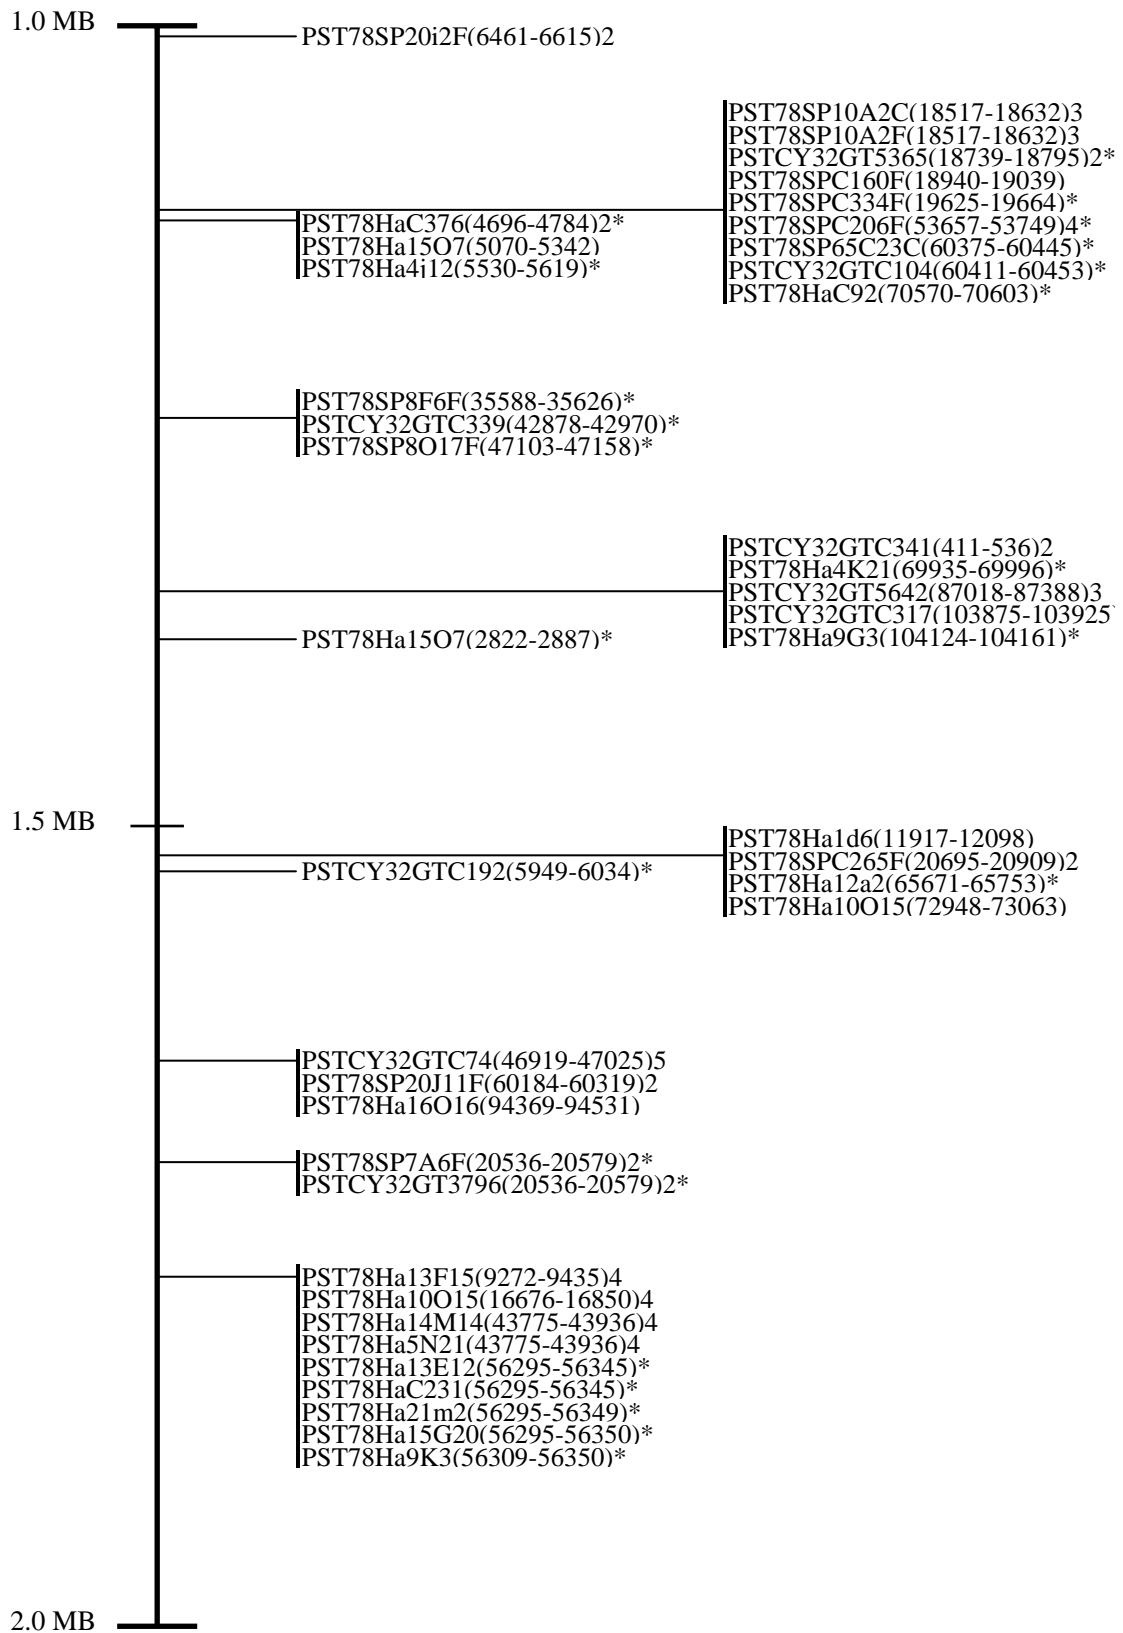 1.0 MB
PST78SP20i2F(6461-6615)2
PST78SP10A2C(18517-18632)3
PST78SP10A2F(18517-18632)3
PSTCY32GT5365(18739-18795)2*
PST78SPC160F(18940-19039)
PST78SPC334F(19625-19664)*
PST78SPC206F(53657-53749)4*
PST78SP65C23C(60375-60445)*
PSTCY32GTC104(60411-60453)*
PST78HaC92(70570-70603)*
PST78HaC376(4696-4784)2*
PST78Ha15O7(5070-5342)
PST78Ha4i12(5530-5619)*
PST78SP8F6F(35588-35626)*
PSTCY32GTC339(42878-42970)*
PST78SP8O17F(47103-47158)*
PSTCY32GTC341(411-536)2
PST78Ha4K21(69935-69996)*
PSTCY32GT5642(87018-87388)3
PSTCY32GTC317(103875-103925)
PST78Ha9G3(104124-104161)*
PST78Ha15O7(2822-2887)*
1.5 MB
PST78Ha1d6(11917-12098)
PST78SPC265F(20695-20909)2
PST78Ha12a2(65671-65753)*
PST78Ha10O15(72948-73063)
PSTCY32GTC192(5949-6034)*
PSTCY32GTC74(46919-47025)5
PST78SP20J11F(60184-60319)2
PST78Ha16O16(94369-94531)
PST78SP7A6F(20536-20579)2*
PSTCY32GT3796(20536-20579)2*
PST78Ha13F15(9272-9435)4
PST78Ha10O15(16676-16850)4
PST78Ha14M14(43775-43936)4
PST78Ha5N21(43775-43936)4
PST78Ha13E12(56295-56345)*
PST78HaC231(56295-56345)*
PST78Ha21m2(56295-56349)*
PST78Ha15G20(56295-56350)*
PST78Ha9K3(56309-56350)*
2.0 MB